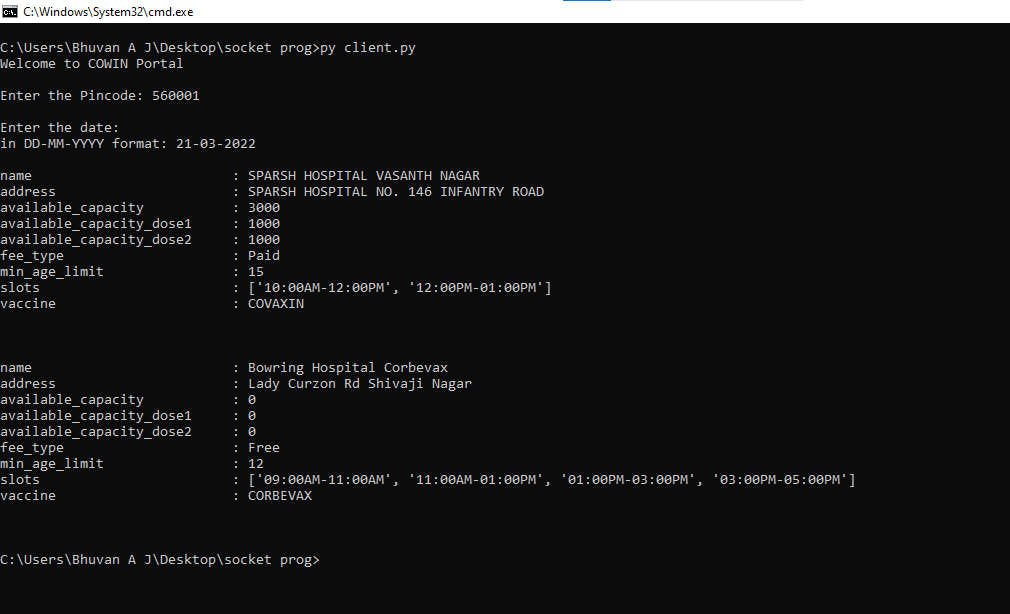 C:\Windows\System32\cmd.exe
C:\Users\Bhuvan A J\Desktop\socket prog>py client.py
Welcome to COWIN Portal
Enter the Pincode: 560001
Enter the date:
in DD-MM-YYYY format: 21-03-2022
name : SPARSH HOSPITAL VASANTH NAGAR
address : SPARSH HOSPITAL NO. 146 INFANTRY ROAD
available_capacity : 3000
available_capacity_dose1 : 1000
available_capacity_dose2 : 1000
fee_type : Paid
min_age_limit : 15
slots : ['10:00AM-12:00PM', '12:00PM-01:00PM']
vaccine : COVAXIN
name : Bowring Hospital Corbevax
address : Lady Curzon Rd Shivaji Nagar
available_capacity : 0
available_capacity_dose1 : 0
available_capacity_dose2 : 0
fee_type : Free
min_age_limit : 12
slots : ['09:00AM-11:00AM', '11:00AM-01:00PM', '01:00PM-03:00PM', '03:00PM-05:00PM']
vaccine : CORBEVAX
C:\Users\Bhuvan A J\Desktop\socket prog>